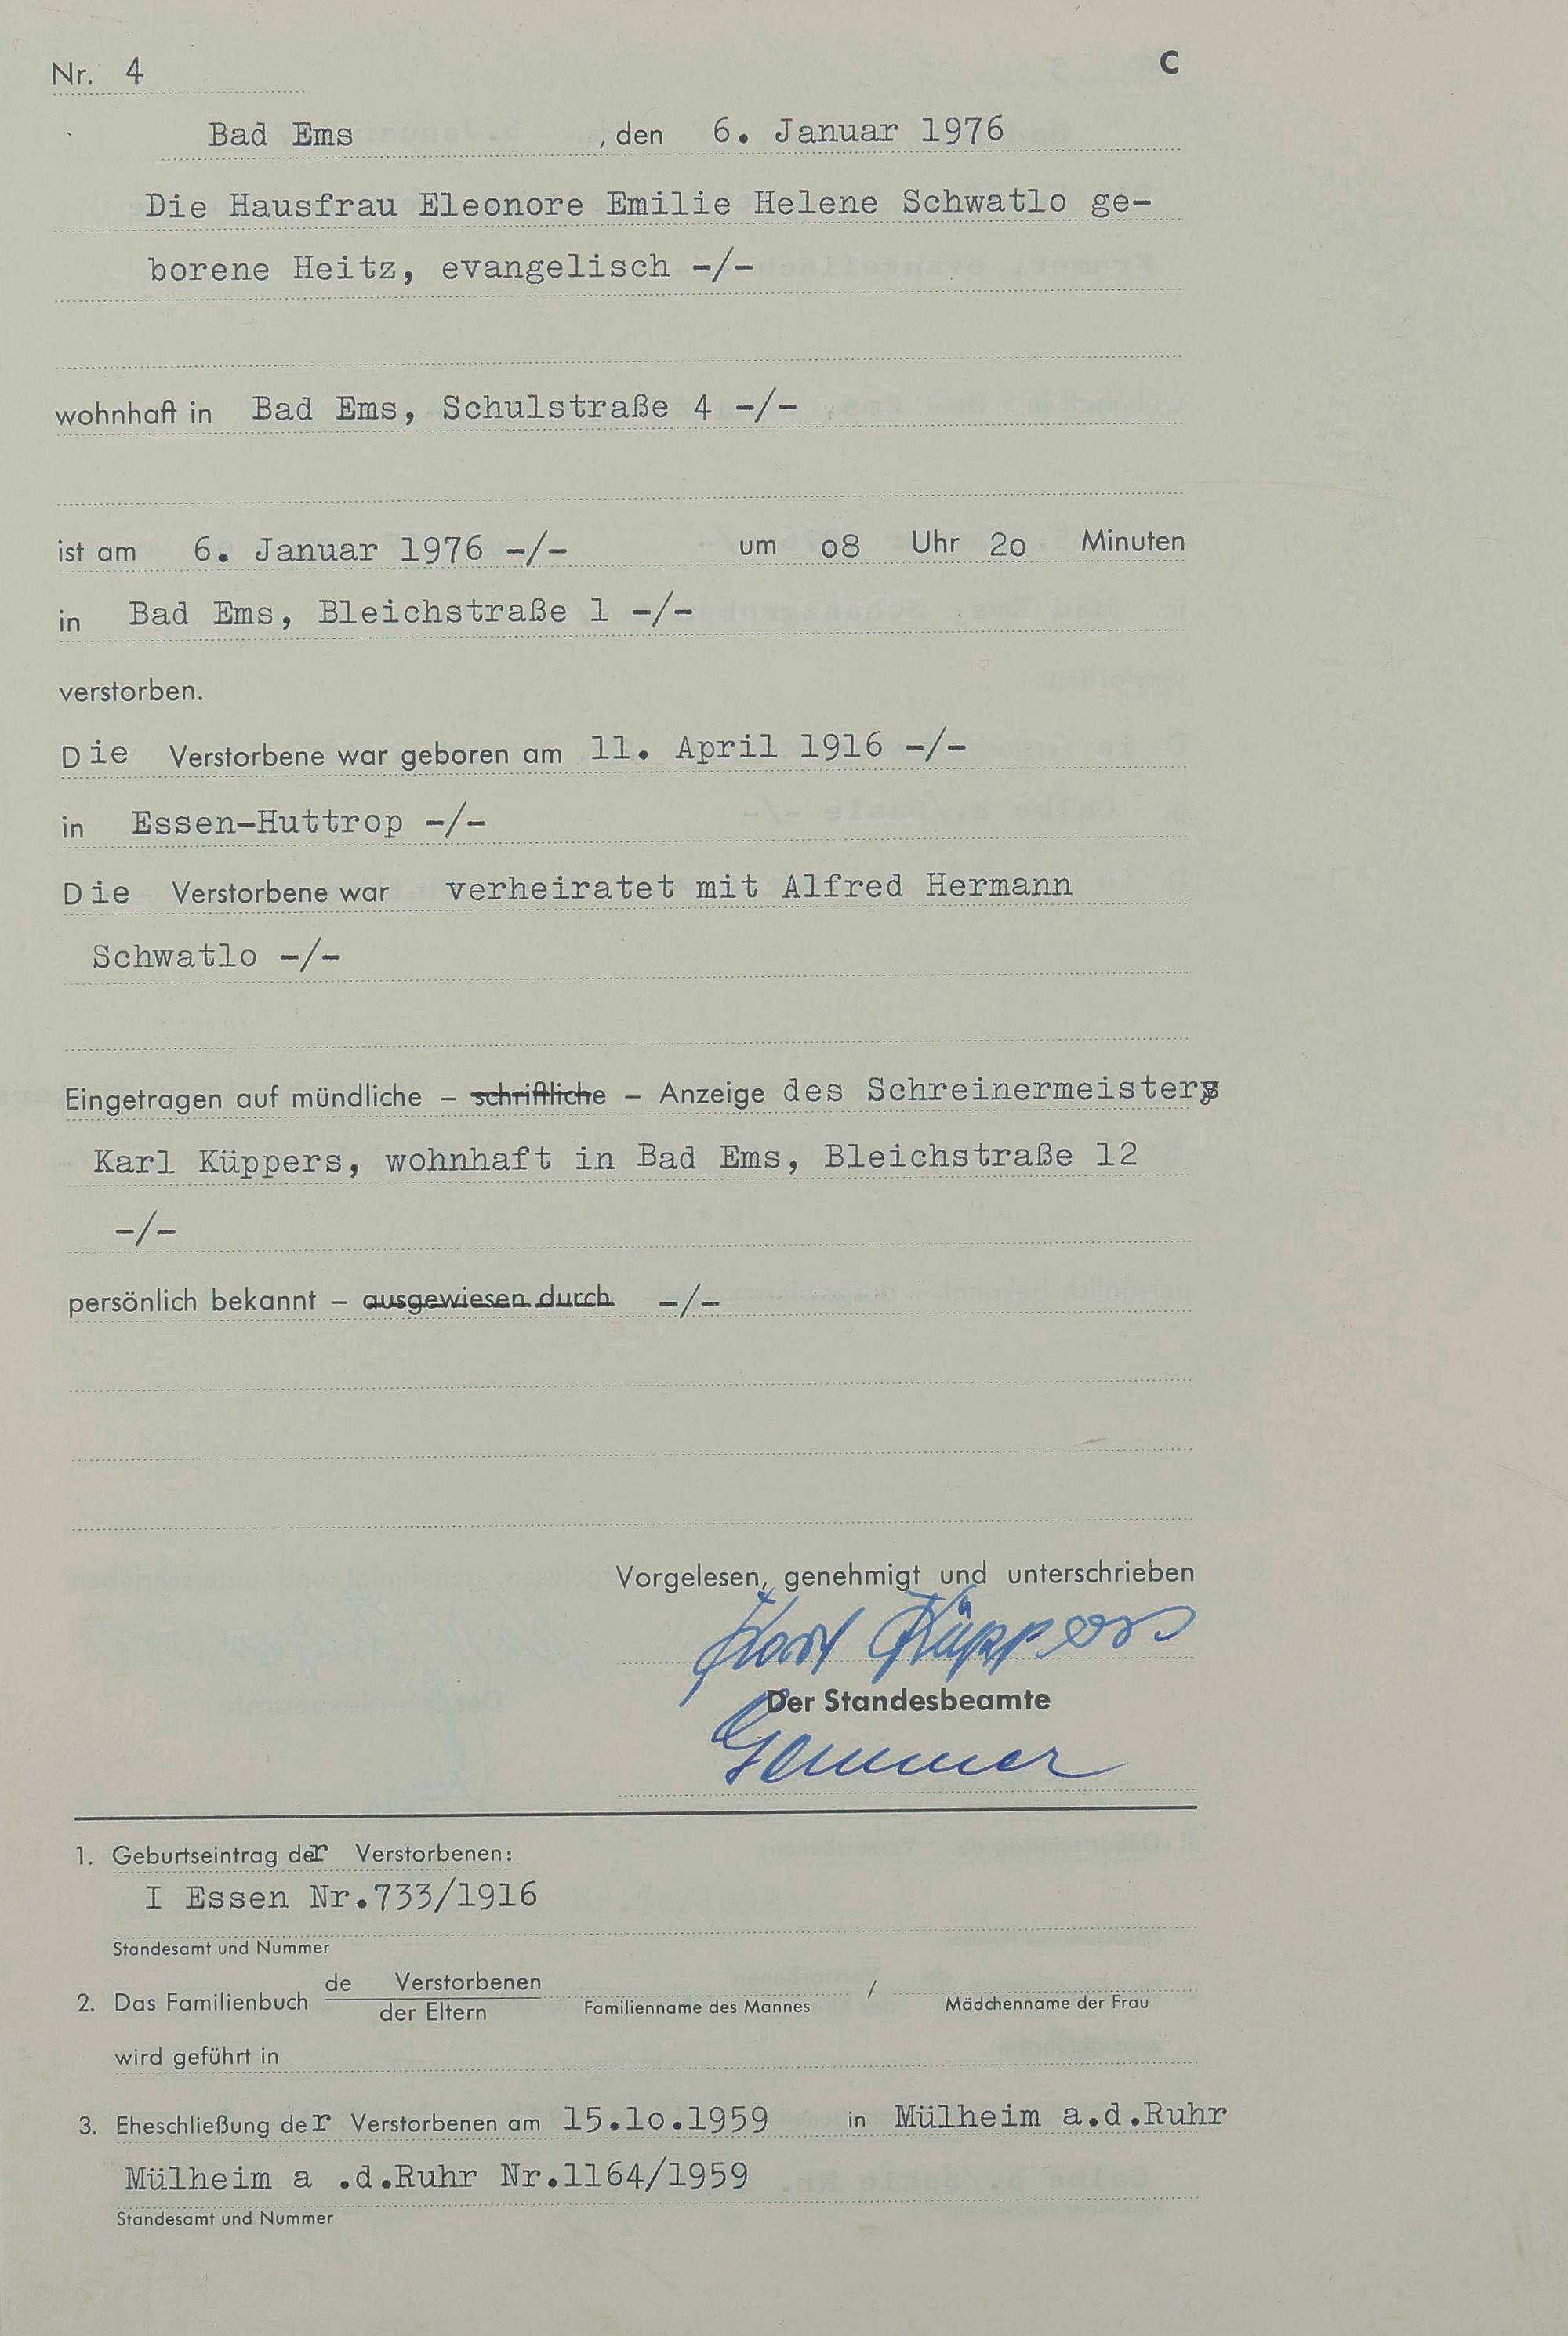 Nr. 4 C
Bad Ems , den 6. Januar 1976
Die Hausfrau Eleonore Emilie Helene Schwatlo ge-
borene Heitz, evangelisch -/-
wohnhaft in Bad Ems, Schulstraße 4 -/-
ist am 6. Januar 1976 -/- um o8 Uhr 2o Minuten
in Bad Ems, Bleichstraße 1 -/-
verstorben.
Die Verstorbene war geboren am 11. April 1916 -/-
in Essen-Huttrop -/-
Die Verstorbene war verheiratet mit Alfred Hermann
Schwatlo -/-
Eingetragen auf mündliche – schriftliche – Anzeige des Schreinermeisters
Karl Küppers, wohnhaft in Bad Ems, Bleichstraße 12
-/-
persönlich bekannt – ausgewiesen durch -/-
Vorgelesen, genehmigt und unterschrieben
Karl Küppers
Der Standesbeamte
Gemmer
1. Geburtseintrag der Verstorbenen:
I Essen Nr.733/1916
Standesamt und Nummer
2. Das Familienbuch de Verstorbenen / der Eltern
Familienname des Mannes / Mädchenname der Frau
wird geführt in
3. Eheschließung der Verstorbenen am 15.1o.1959 in Mülheim a.d.Ruhr
Mülheim a .d.Ruhr Nr.1164/1959
Standesamt und Nummer